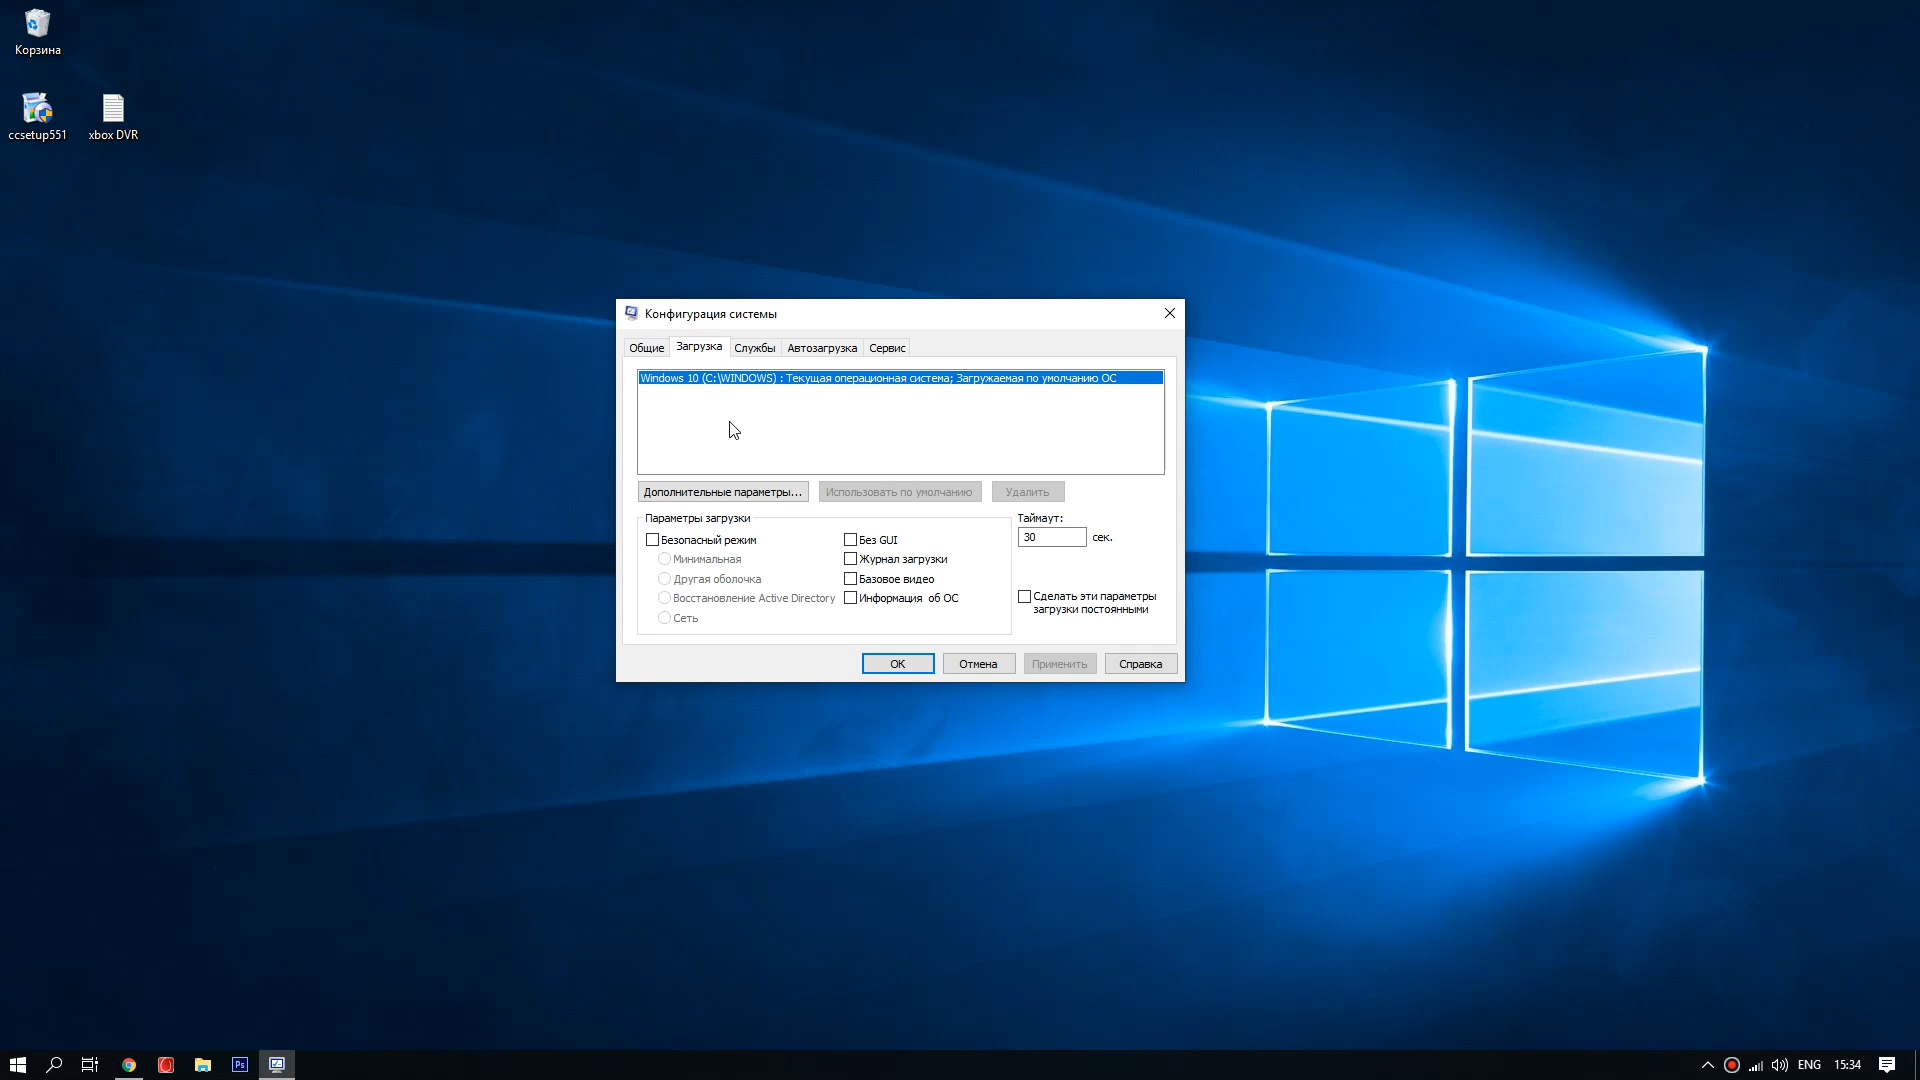 Корзина
ccsetup551
xbox DVR
Конфигурация системы
Общие Загрузка Службы Автозагрузка Сервис
Windows 10 (C:\WINDOWS) : Текущая операционная система; Загружаемая по умолчанию ОС
Дополнительные параметры... Использовать по умолчанию Удалить
Параметры загрузки
Безопасный режим
Минимальная
Другая оболочка
Восстановление Active Directory
Сеть
Без GUI
Журнал загрузки
Базовое видео
Информация об ОС
Таймаут:
30 сек.
Сделать эти параметры
загрузки постоянными
ОК Отмена Применить Справка
Ps
ENG 15:34